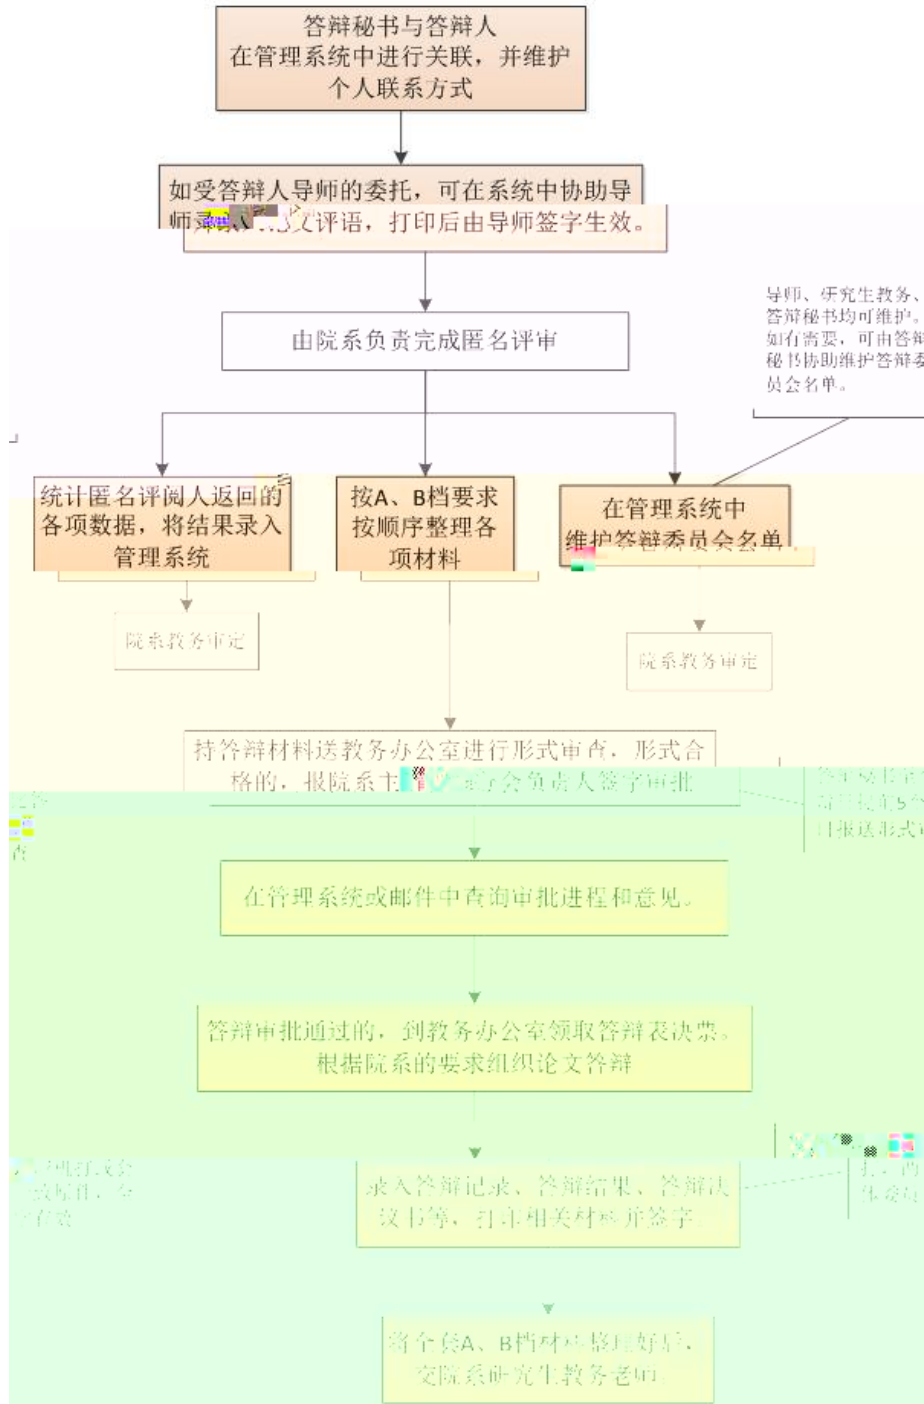 答辩秘书与答辩人
在管理系统中进行关联，并维护
个人联系方式
如受答辩人导师的委托，可在系统中协助导
师 文评语，打印后由导师签字生效。
由院系负责完成匿名评审
导师、研究生教务、
答辩秘书均可维护。
如有需要，可由答辩
秘书协助维护答辩委
员会名单。
统计匿名评阅人返回的
各项数据，将结果录入
管理系统
按A、B档要求
按顺序整理各
项材料
在管理系统中
维护答辩委员会名单
院系教务审定
院系教务审定
持答辩材料送教务办公室进行形式审查，形式合
格的，报院系主 会负责人签字审批
提前5个
日报送形式审
查
在管理系统或邮件中查询审批进程和意见。
答辩审批通过的，到教务办公室领取答辩表决票。
根据院系的要求组织论文答辩
录入答辩记录、答辩结果、答辩决
议书等，打印相关材料并签字
将全套A、B档材料整理好后，
交院系研究生教务老师